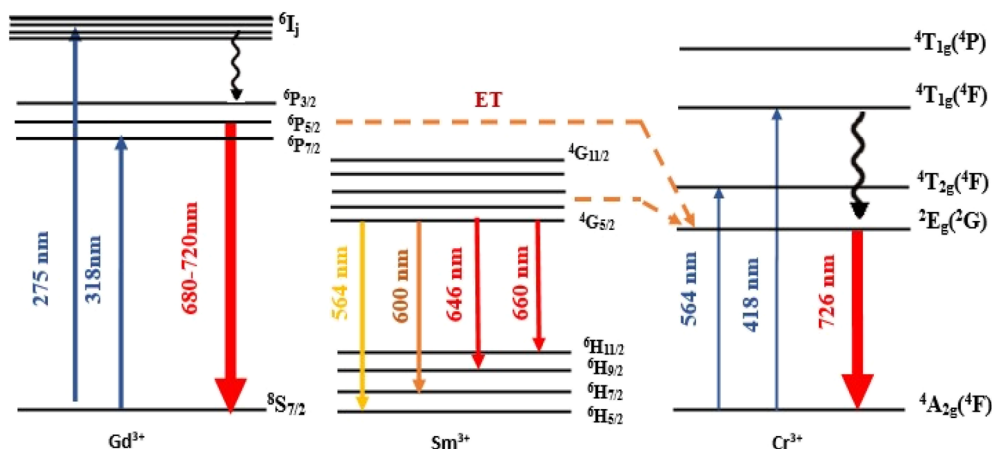 ⁶Iⱼ
⁶P₃/₂
⁶P₅/₂
⁶P₇/₂
275 nm
318nm
680-720nm
⁸S₇/₂
Gd³⁺
ET
⁴G₁₁/₂
⁴G₅/₂
564 nm
600 nm
646 nm
660 nm
⁶H₁₁/₂
⁶H₉/₂
⁶H₇/₂
⁶H₅/₂
Sm³⁺
⁴T₁g(⁴P)
⁴T₁g(⁴F)
⁴T₂g(⁴F)
²Eg(²G)
564 nm
418 nm
726 nm
⁴A₂g(⁴F)
Cr³⁺